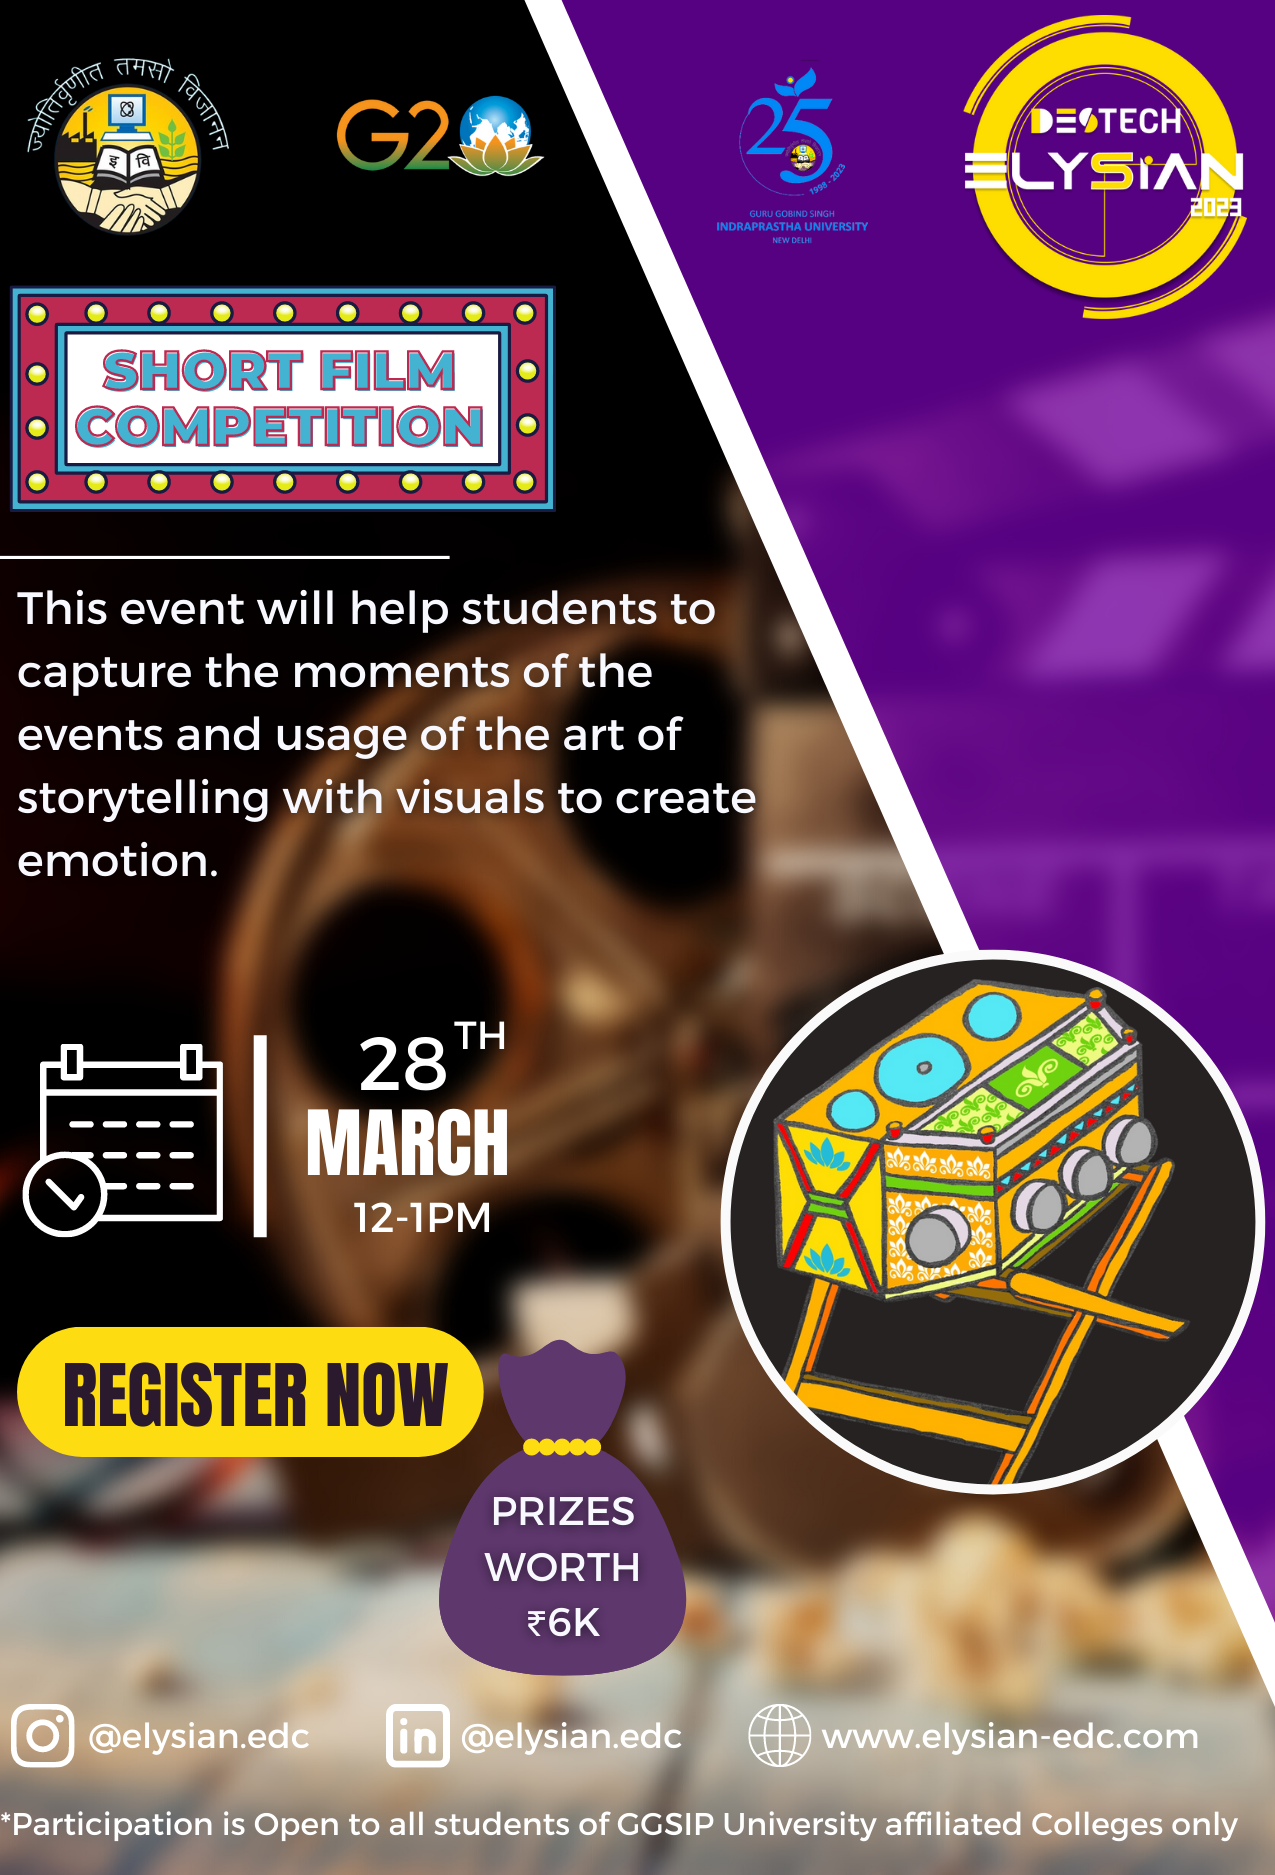 ज्योतिर्वृणीत तमसो विजानन
इ वि
G20
25
1998 - 2023
GURU GOBIND SINGH
INDRAPRASTHA UNIVERSITY
NEW DELHI
DESTECH
ELYSiAN
2023
SHORT FILM
COMPETITION
This event will help students to
capture the moments of the
events and usage of the art of
storytelling with visuals to create
emotion.
28TH
MARCH
12-1PM
REGISTER NOW
PRIZES
WORTH
₹6K
@elysian.edc
in @elysian.edc
www.elysian-edc.com
*Participation is Open to all students of GGSIP University affiliated Colleges only